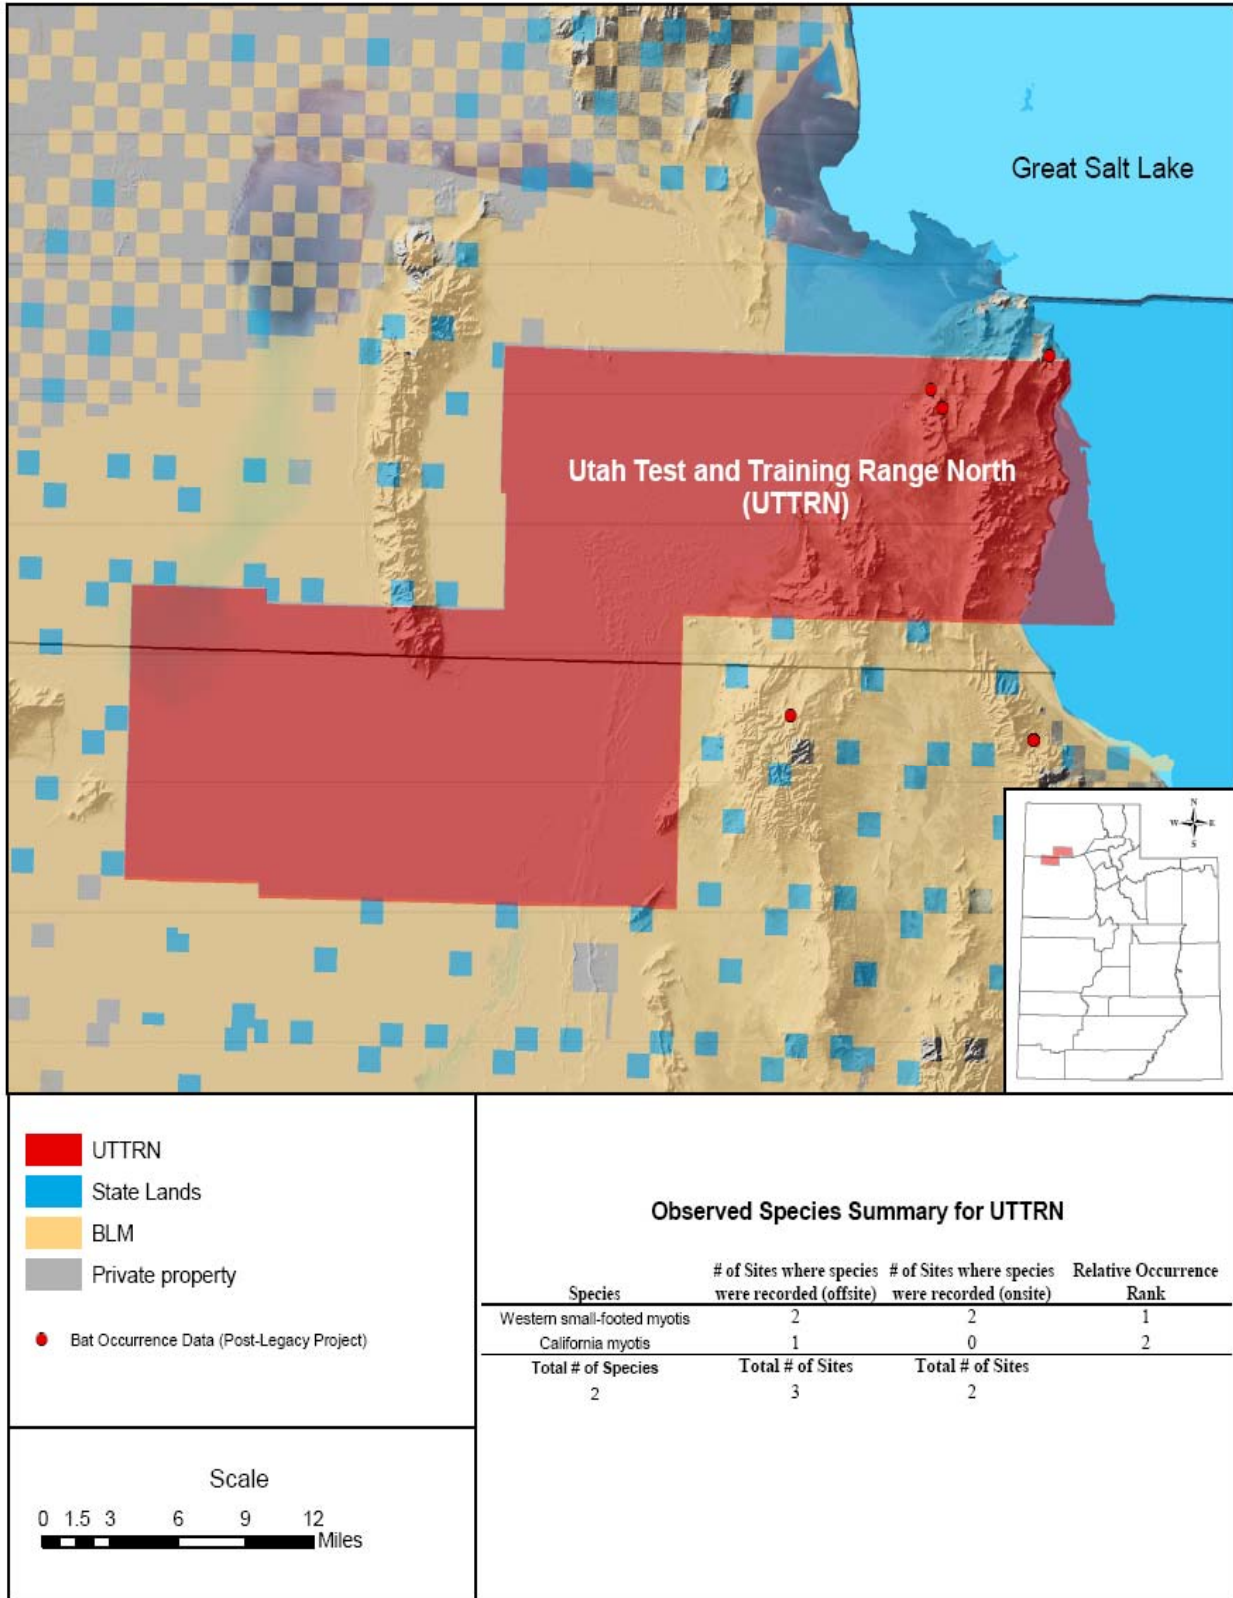 Great Salt Lake
Utah Test and Training Range North
(UTTRN)
N
W E
S
UTTRN
State Lands
BLM
Private property
Bat Occurrence Data (Post-Legacy Project)
Scale
0 1.5 3 6 9 12
Miles
Observed Species Summary for UTTRN
# of Sites where species # of Sites where species Relative Occurrence
Species were recorded (offsite) were recorded (onsite) Rank
Western small-footed myotis 2 2 1
California myotis 1 0 2
Total # of Species Total # of Sites Total # of Sites
2 3 2